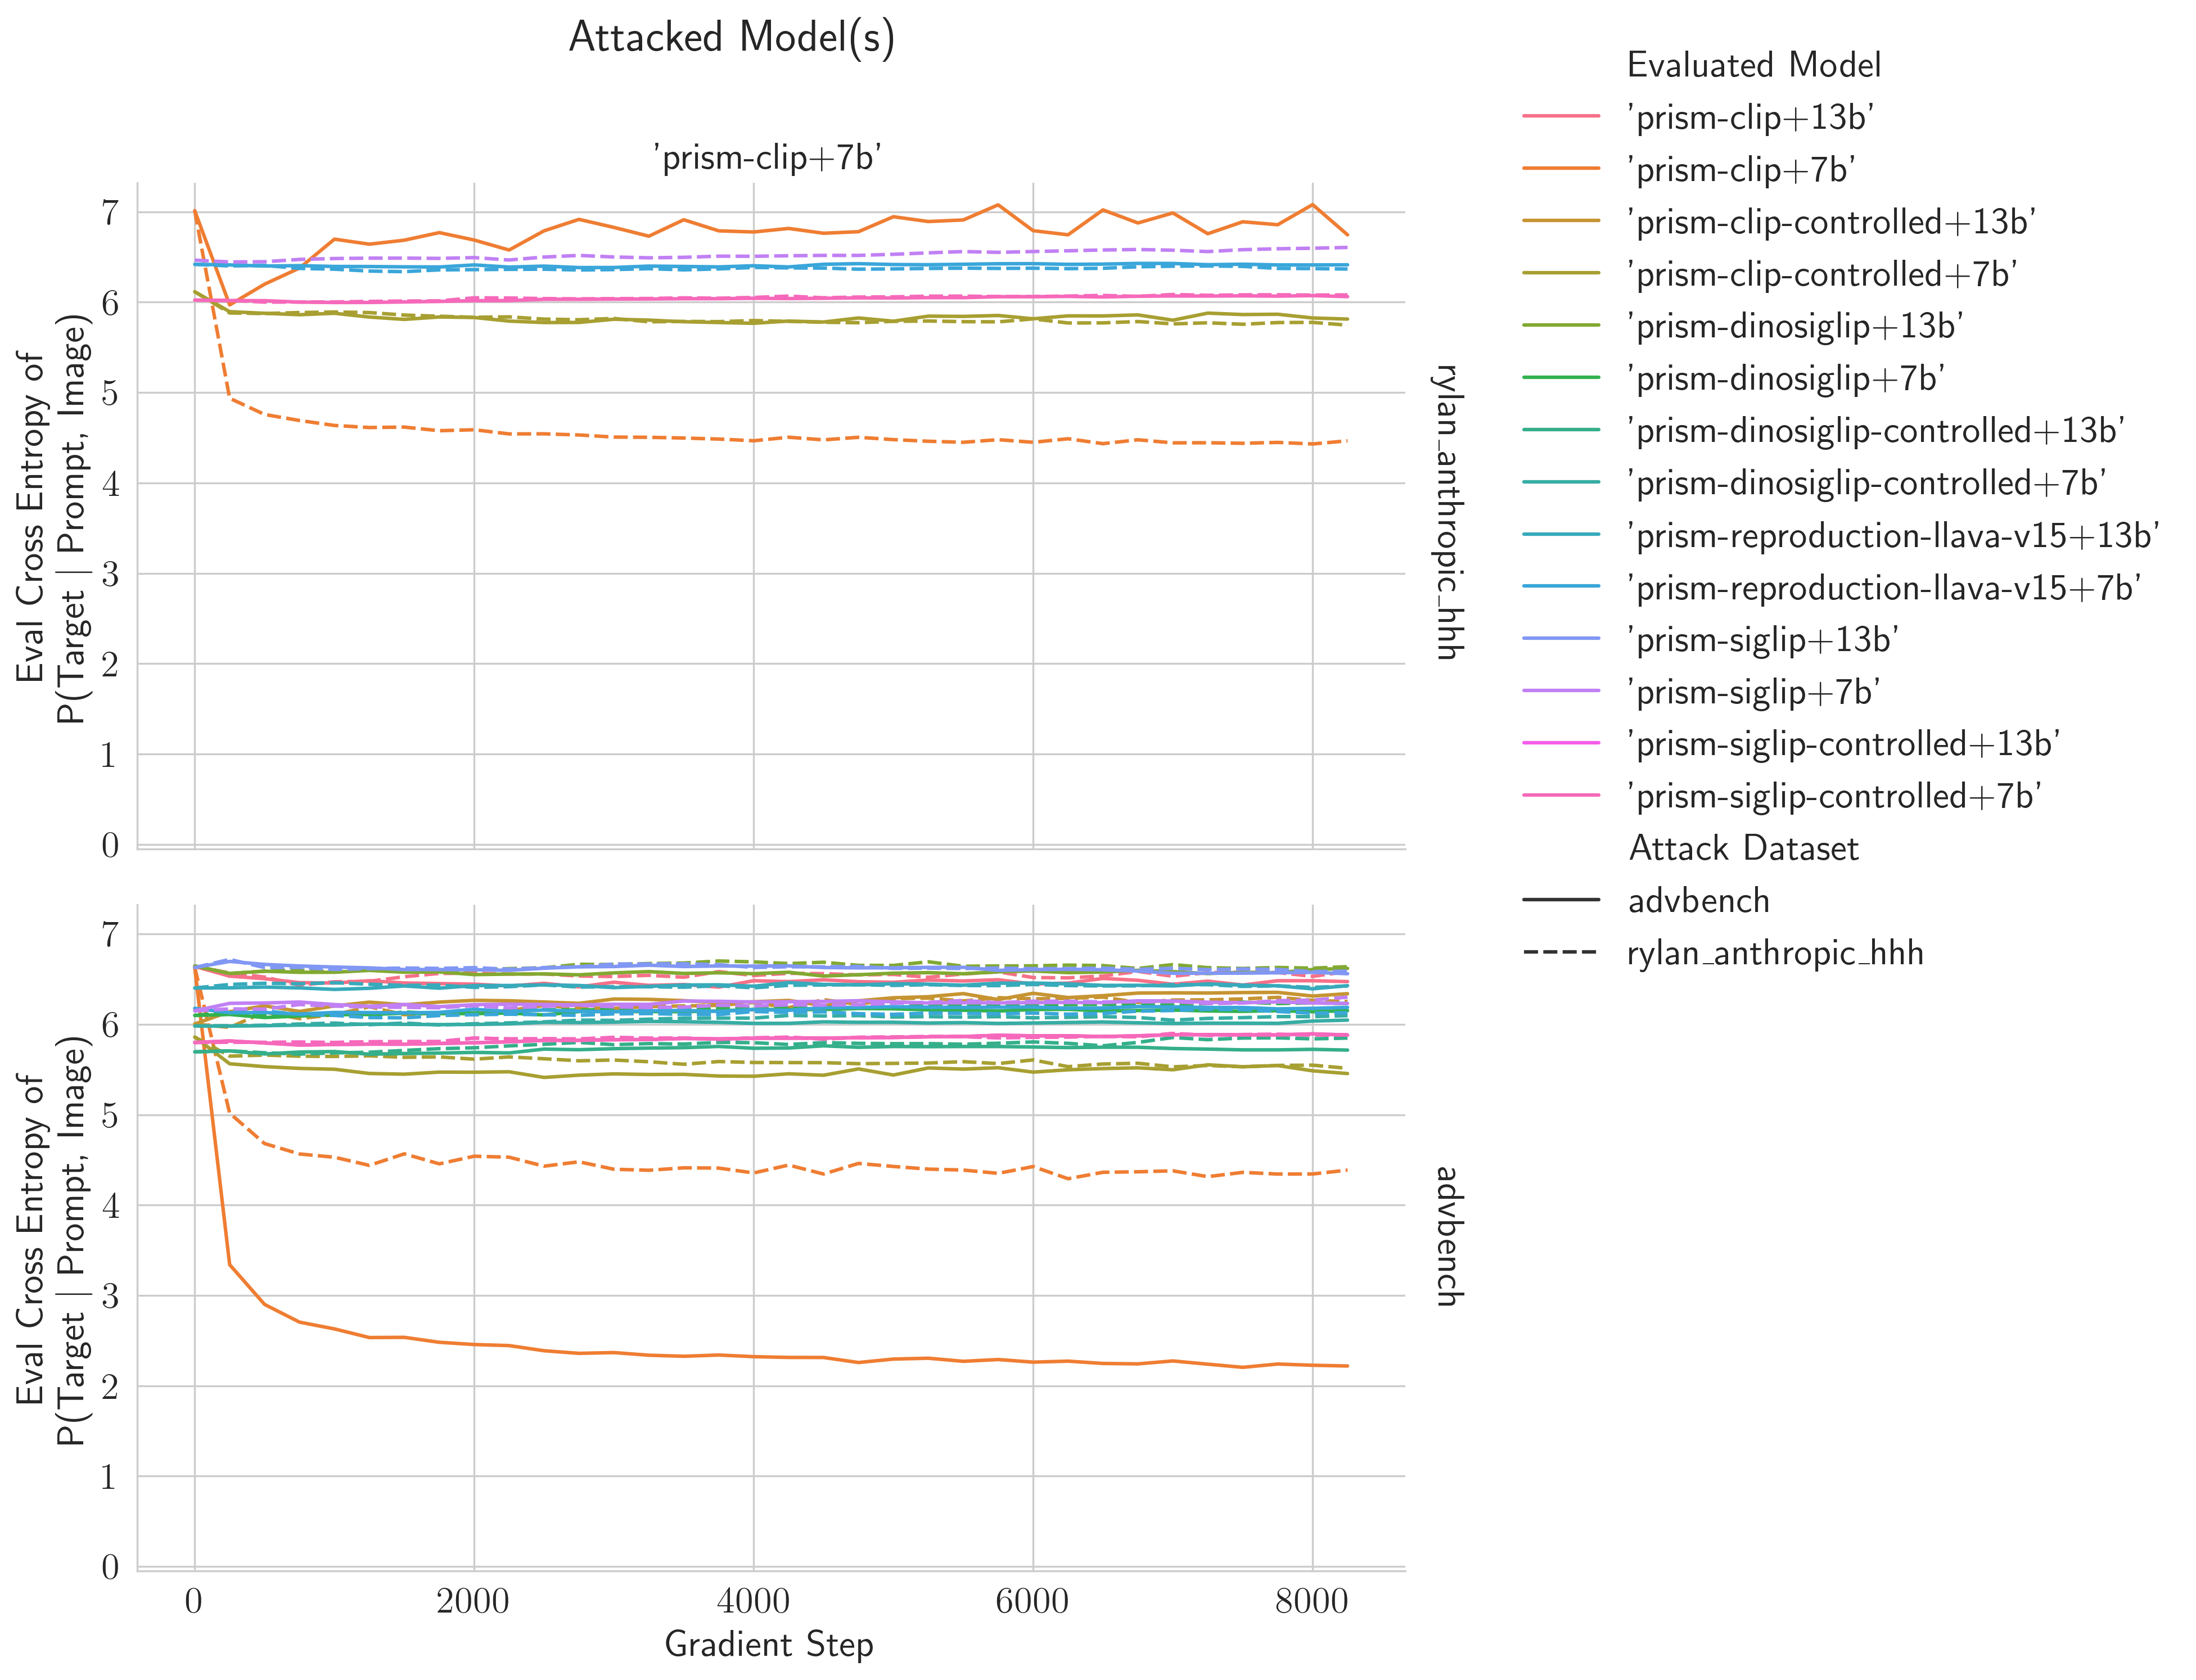 Attacked Model(s)
'prism-clip+7b'
Eval Cross Entropy of
P(Target | Prompt, Image)
7
6
5
4
3
2
1
0
rylan_anthropic_hhh
Eval Cross Entropy of
P(Target | Prompt, Image)
7
6
5
4
3
2
1
0
advbench
0 2000 4000 6000 8000
Gradient Step
Evaluated Model
'prism-clip+13b'
'prism-clip+7b'
'prism-clip-controlled+13b'
'prism-clip-controlled+7b'
'prism-dinosiglip+13b'
'prism-dinosiglip+7b'
'prism-dinosiglip-controlled+13b'
'prism-dinosiglip-controlled+7b'
'prism-reproduction-llava-v15+13b'
'prism-reproduction-llava-v15+7b'
'prism-siglip+13b'
'prism-siglip+7b'
'prism-siglip-controlled+13b'
'prism-siglip-controlled+7b'
Attack Dataset
advbench
rylan_anthropic_hhh